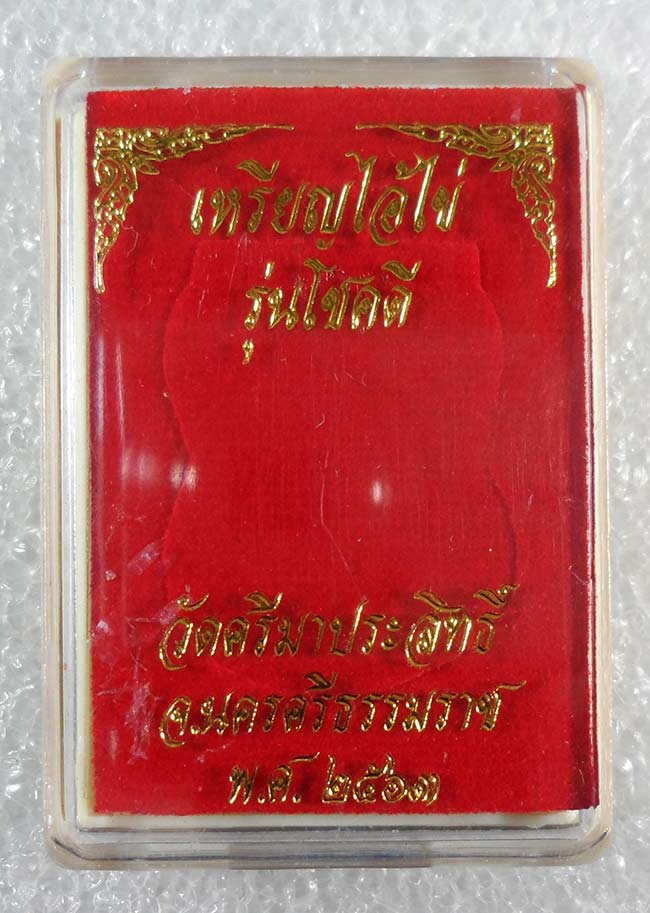 เหรียญไอ้ไข่
รุ่นโชคดี
วัดศรีมาประสิทธิ์
จ.นครศรีธรรมราช
พ.ศ. ๒๕๖๓